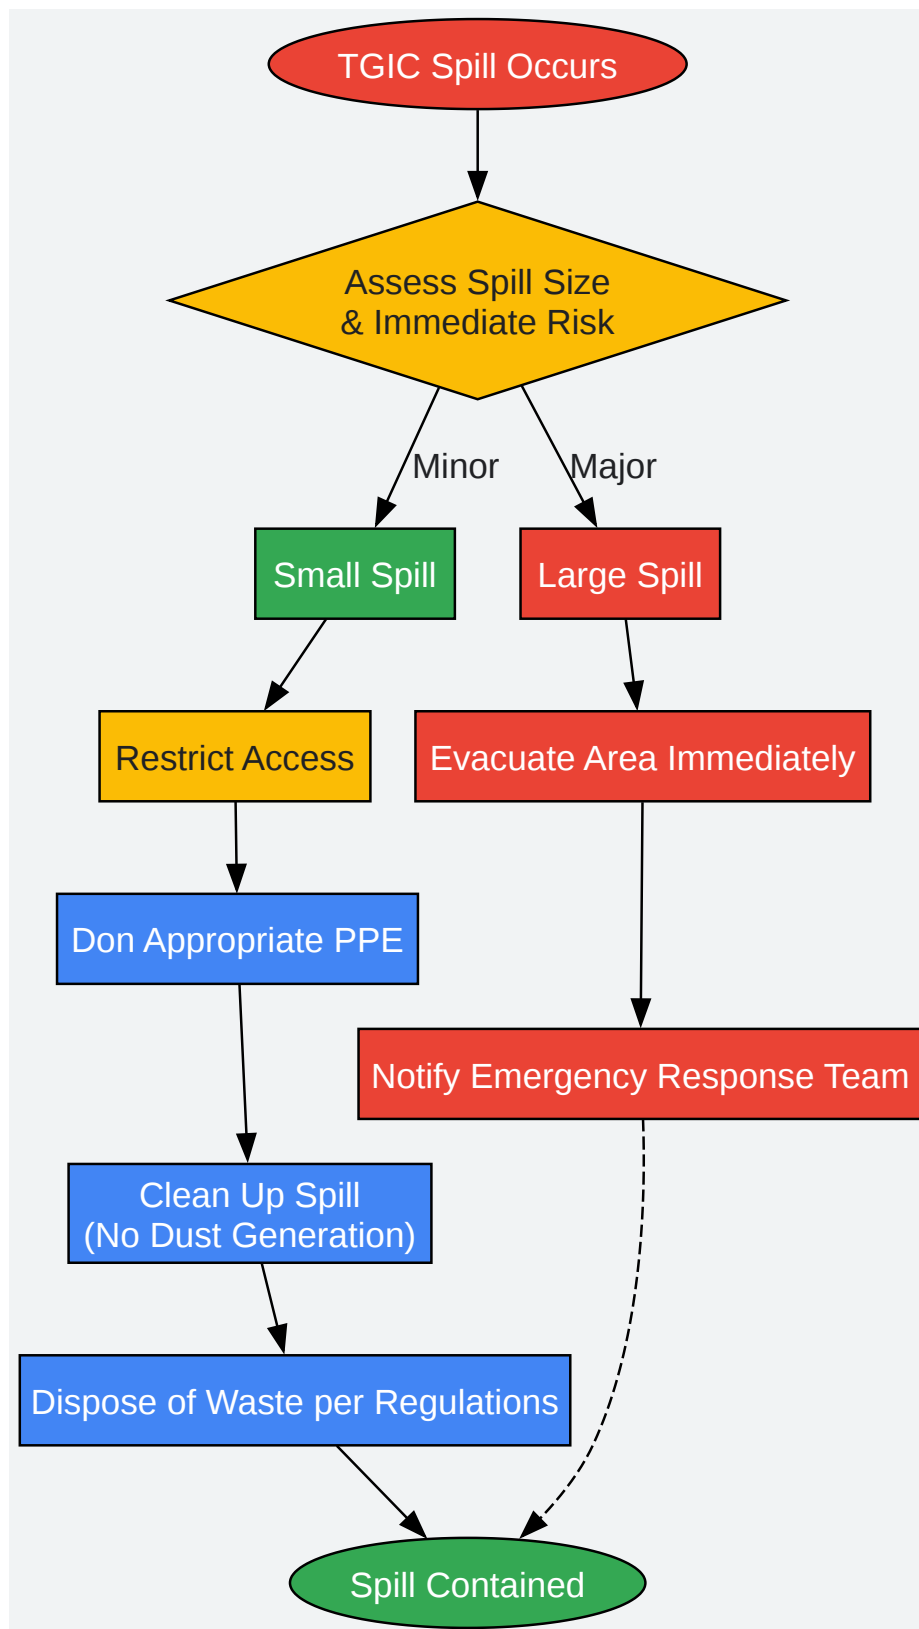 TGIC Spill Occurs
Assess Spill Size
& Immediate Risk
Minor
Major
Small Spill
Large Spill
Restrict Access
Evacuate Area Immediately
Don Appropriate PPE
Notify Emergency Response Team
Clean Up Spill
(No Dust Generation)
Dispose of Waste per Regulations
Spill Contained